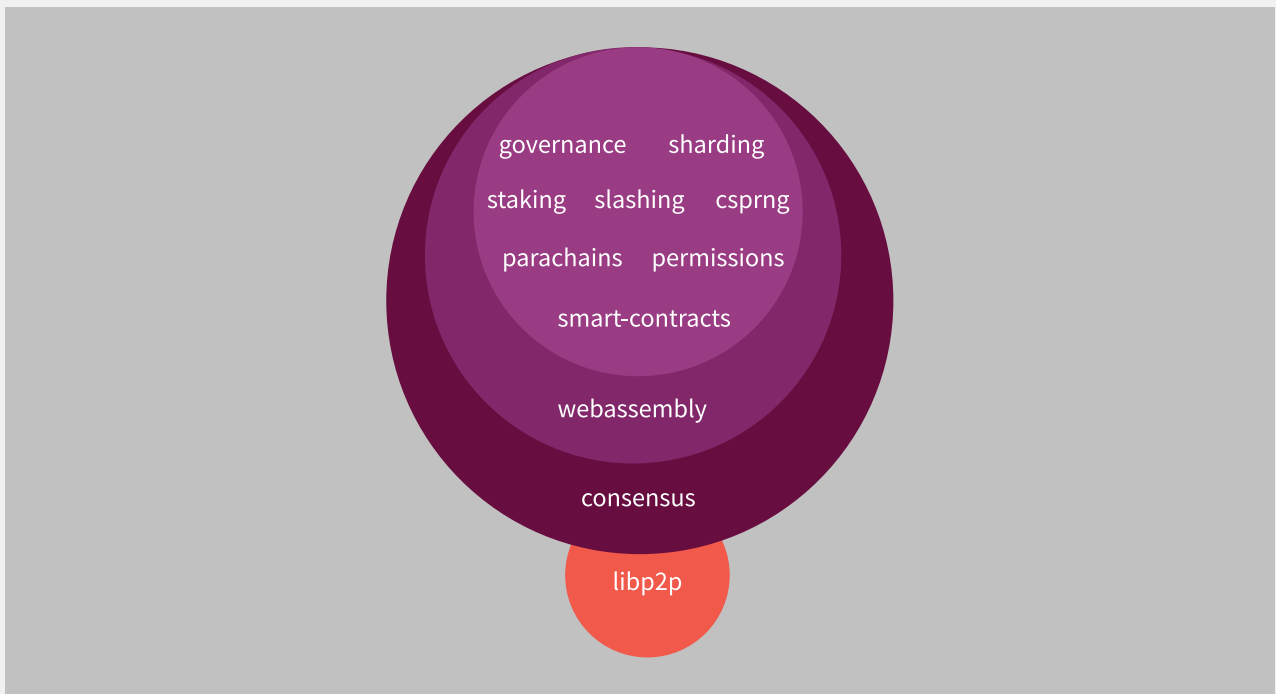 governance sharding
staking slashing csprng
parachains permissions
smart-contracts
webassembly
consensus
libp2p